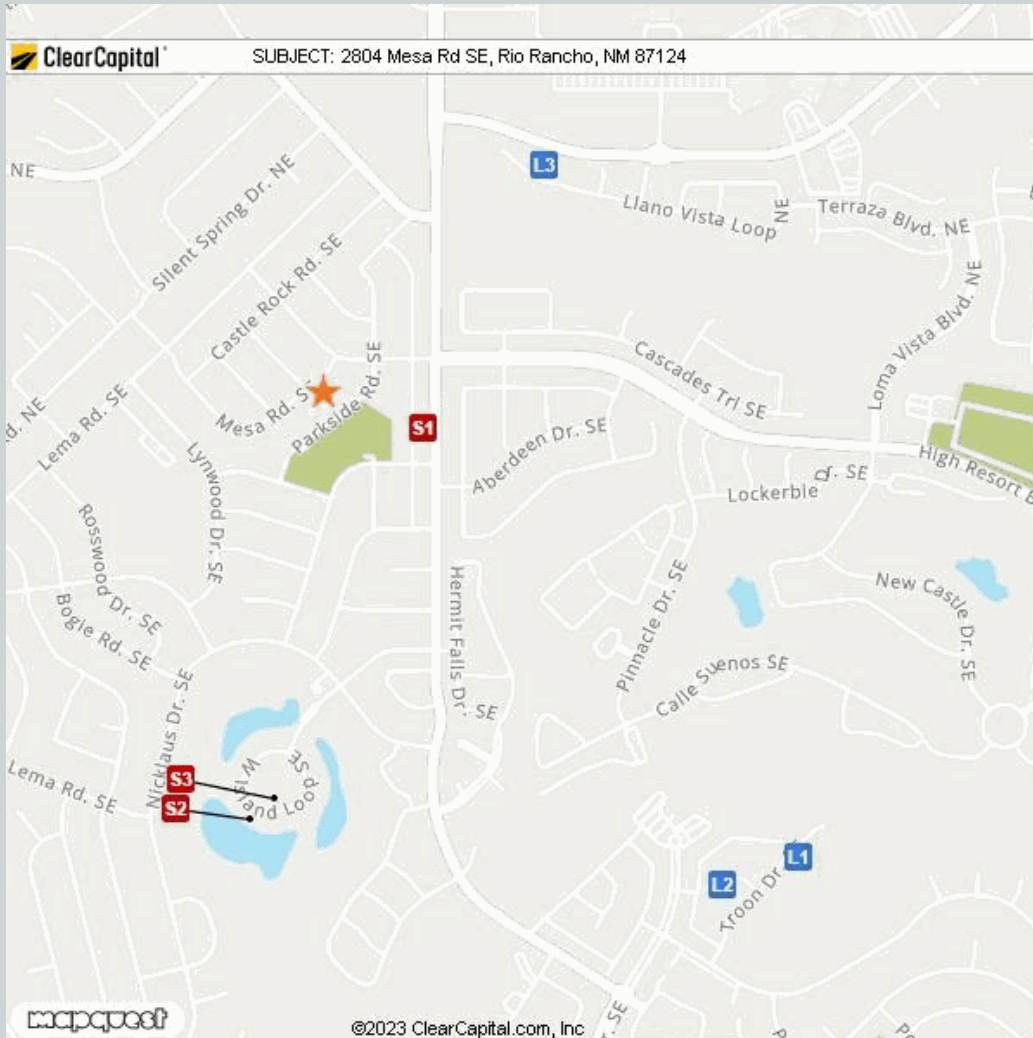 ClearCapital
SUBJECT: 2804 Mesa Rd SE, Rio Rancho, NM 87124
NE
L3
Silent Spring Dr. NE
Llano Vista Loop NE
Terraza Blvd. NE
Castle Rock Rd. SE
Loma Vista Blvd. NE
Cascades Trl SE
Mesa Rd. SE
Parkside Rd. SE
d. NE
Lema Rd. SE
S1
Aberdeen Dr. SE
High Resort B
Lynwood Dr. SE
Lockerbie Dr. SE
Rosswood Dr. SE
Hermit Falls Dr. SE
New Castle Dr. SE
Bogie Rd. SE
Pinnacle Dr. SE
Calle Suenos SE
Nicklaus Dr. SE
W Island Loop SE
Lema Rd. SE
S3
S2
L1
L2
Troon Dr.
SE
mapquest
©2023 ClearCapital.com, Inc